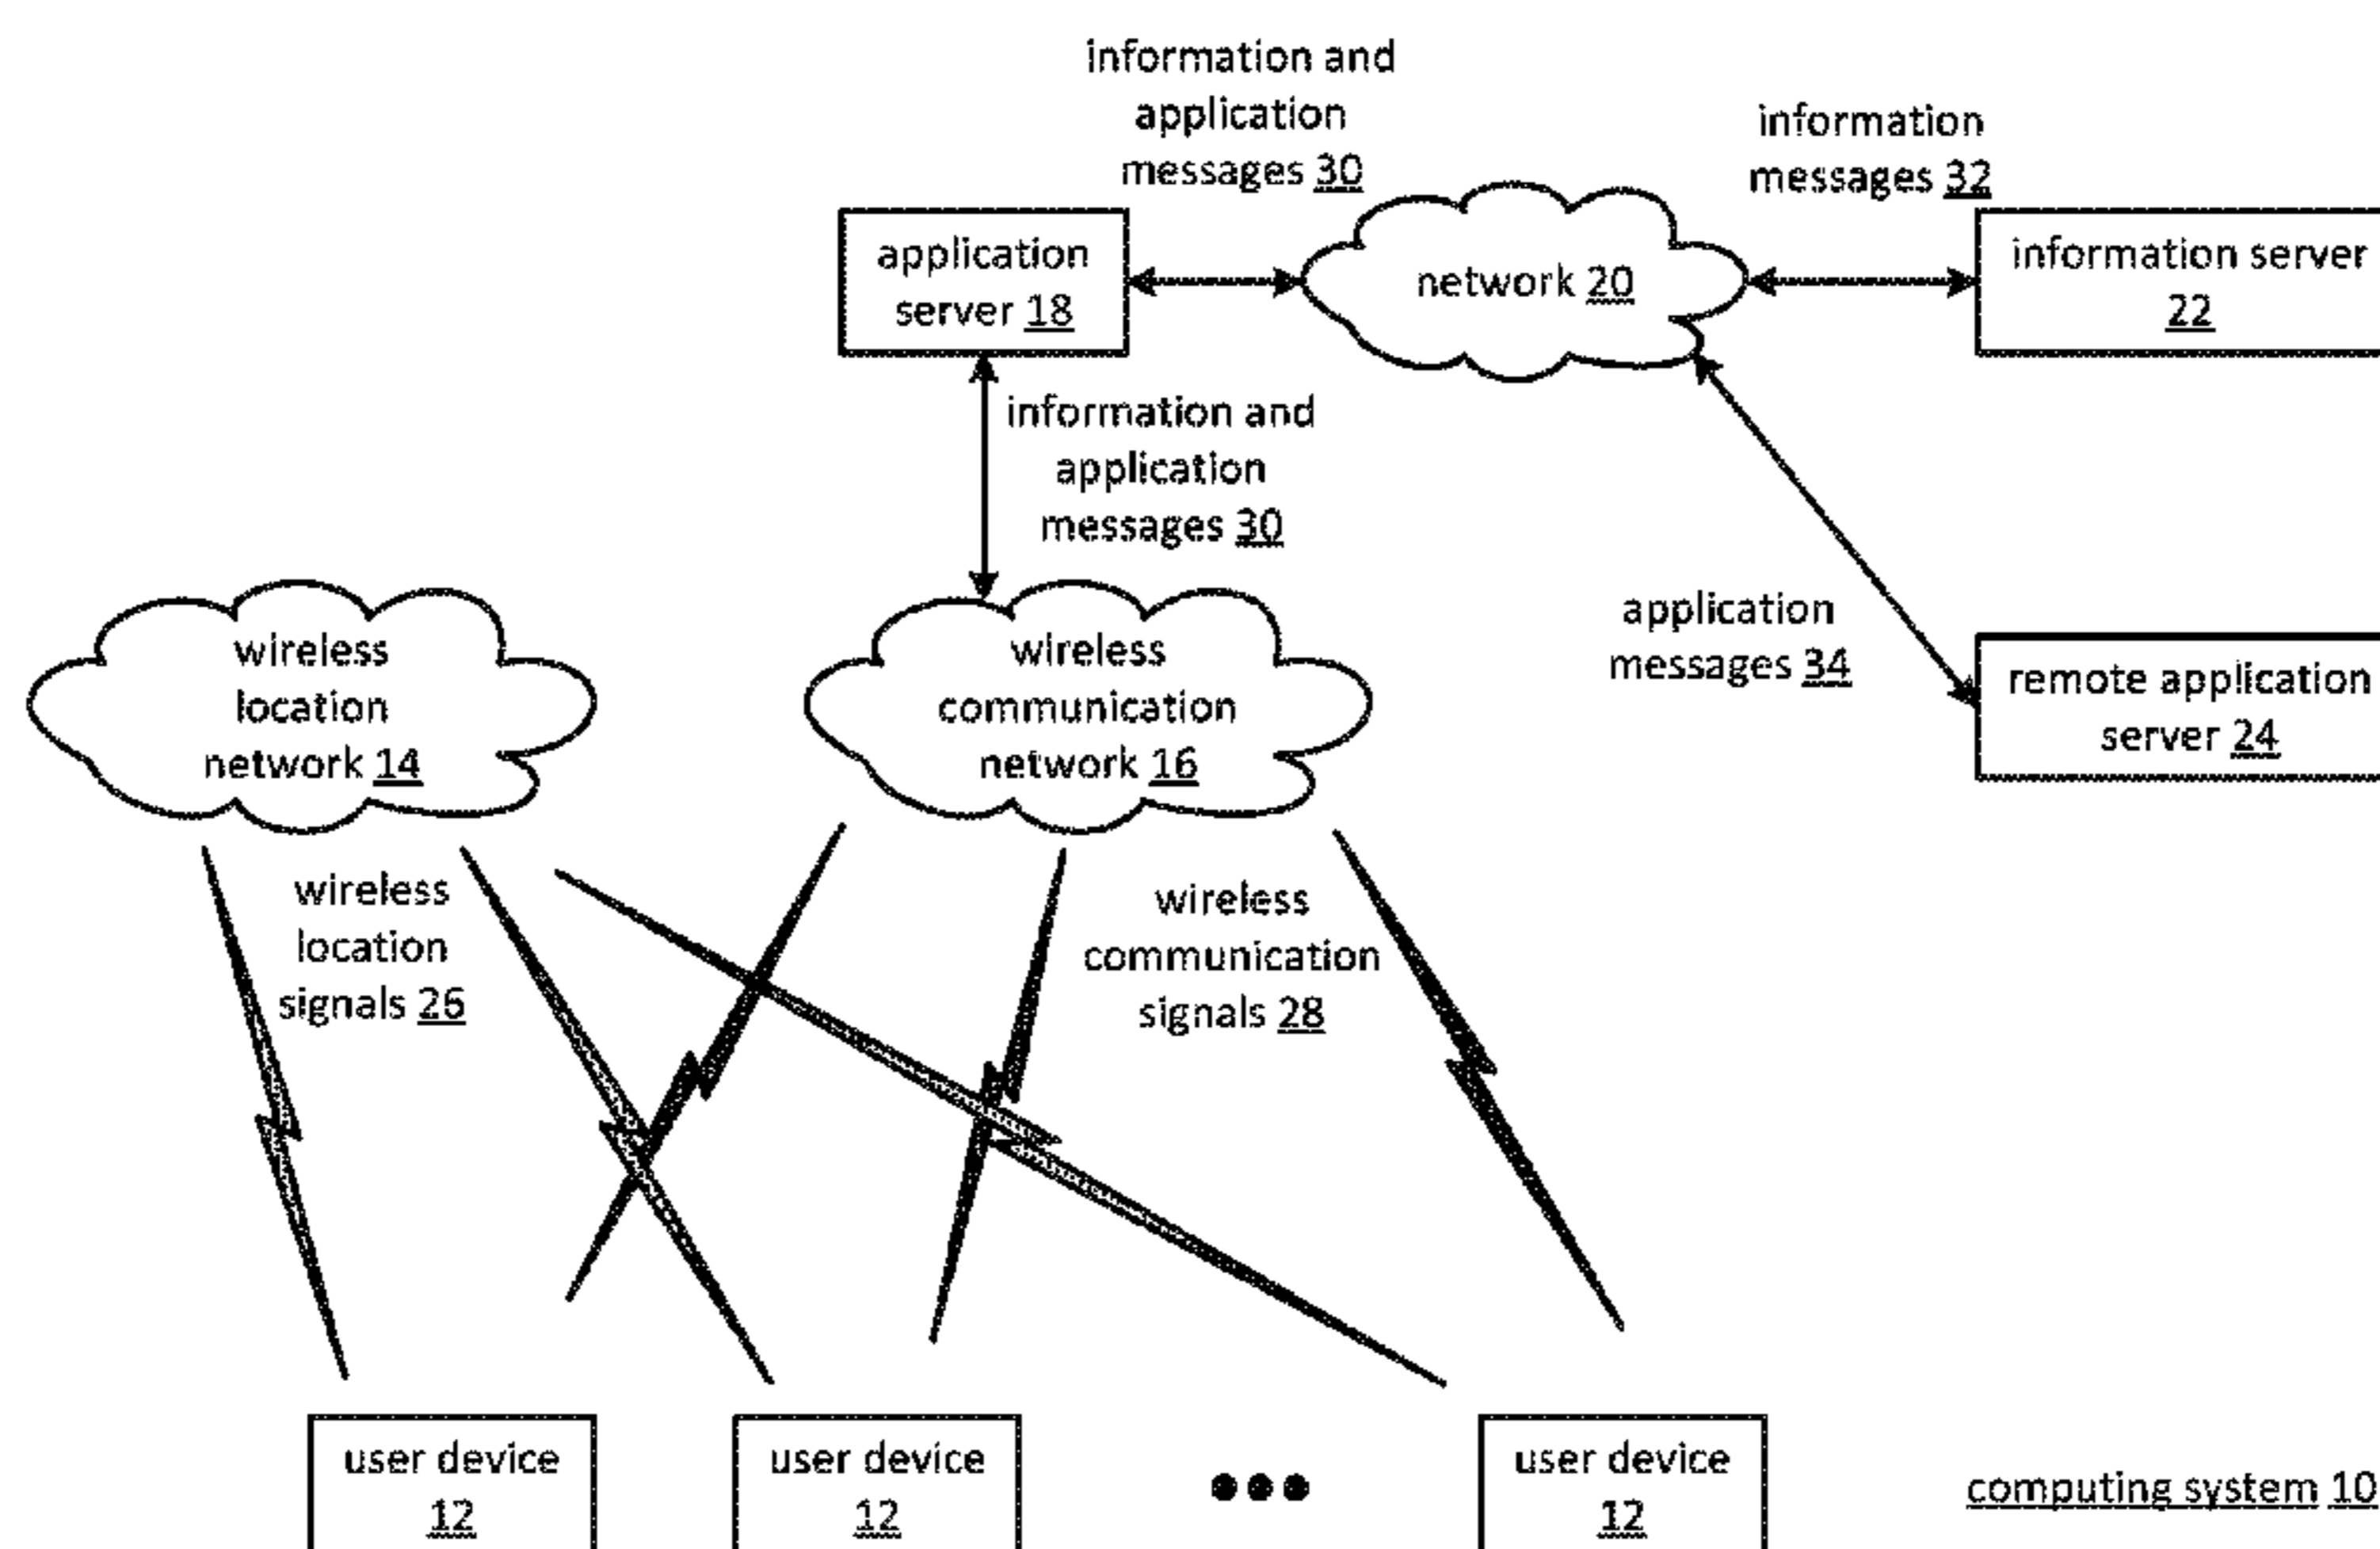 information and
application
messages 30
information
messages 32
application
server 18
network 20
information server
22
information and
application
messages 30
wireless
location
network 14
wireless
communication
network 16
application
messages 34
remote application
server 24
wireless
location
signals 26
wireless
communication
signals 28
user device
12
user device
12
user device
12
computing system 10